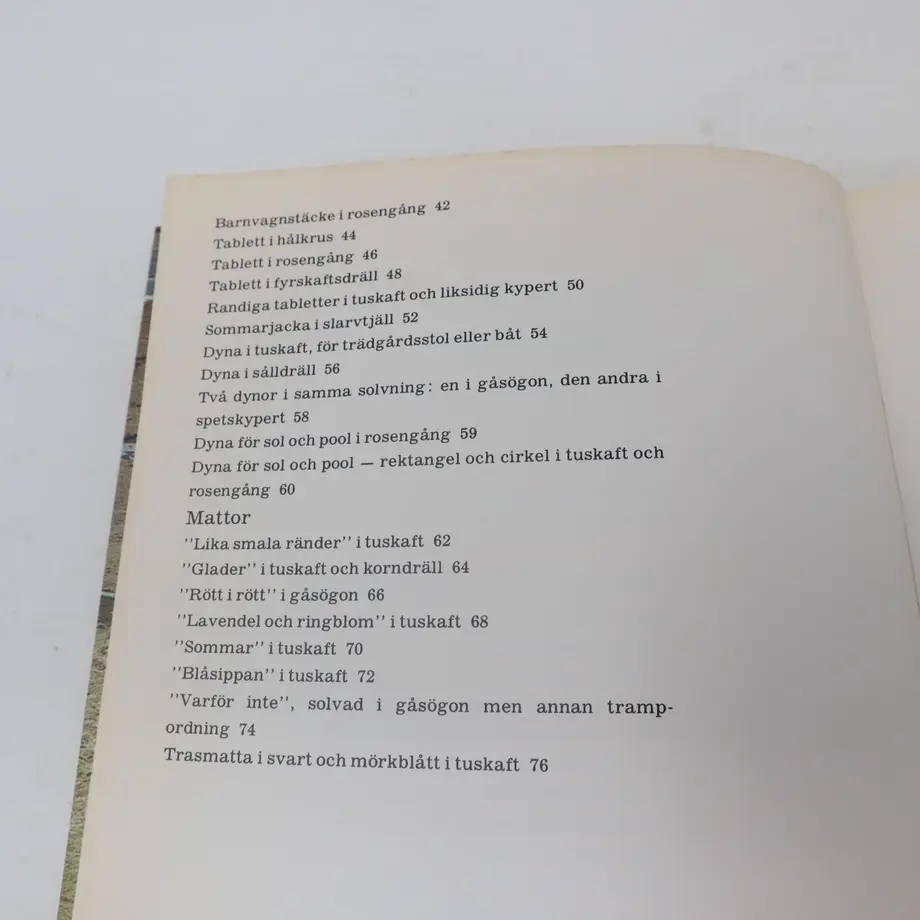 Barnvagnstäcke i rosengång 42
Tablett i hålkrus 44
Tablett i rosengång 46
Tablett i fyrskaftsdräll 48
Randiga tabletter i tuskaft och liksidig kypert 50
Sommarjacka i slarvtjäll 52
Dyna i tuskaft, för trädgårdsstol eller båt 54
Dyna i sålldräll 56
Två dynor i samma solvning: en i gåsögon, den andra i
spetskypert 58
Dyna för sol och pool i rosengång 59
Dyna för sol och pool — rektangel och cirkel i tuskaft och
rosengång 60
Mattor
"Lika smala ränder" i tuskaft 62
"Glader" i tuskaft och korndräll 64
"Rött i rött" i gåsögon 66
"Lavendel och ringblom" i tuskaft 68
"Sommar" i tuskaft 70
"Blåsippan" i tuskaft 72
"Varför inte", solvad i gåsögon men annan tramp-
ordning 74
Trasmatta i svart och mörkblått i tuskaft 76